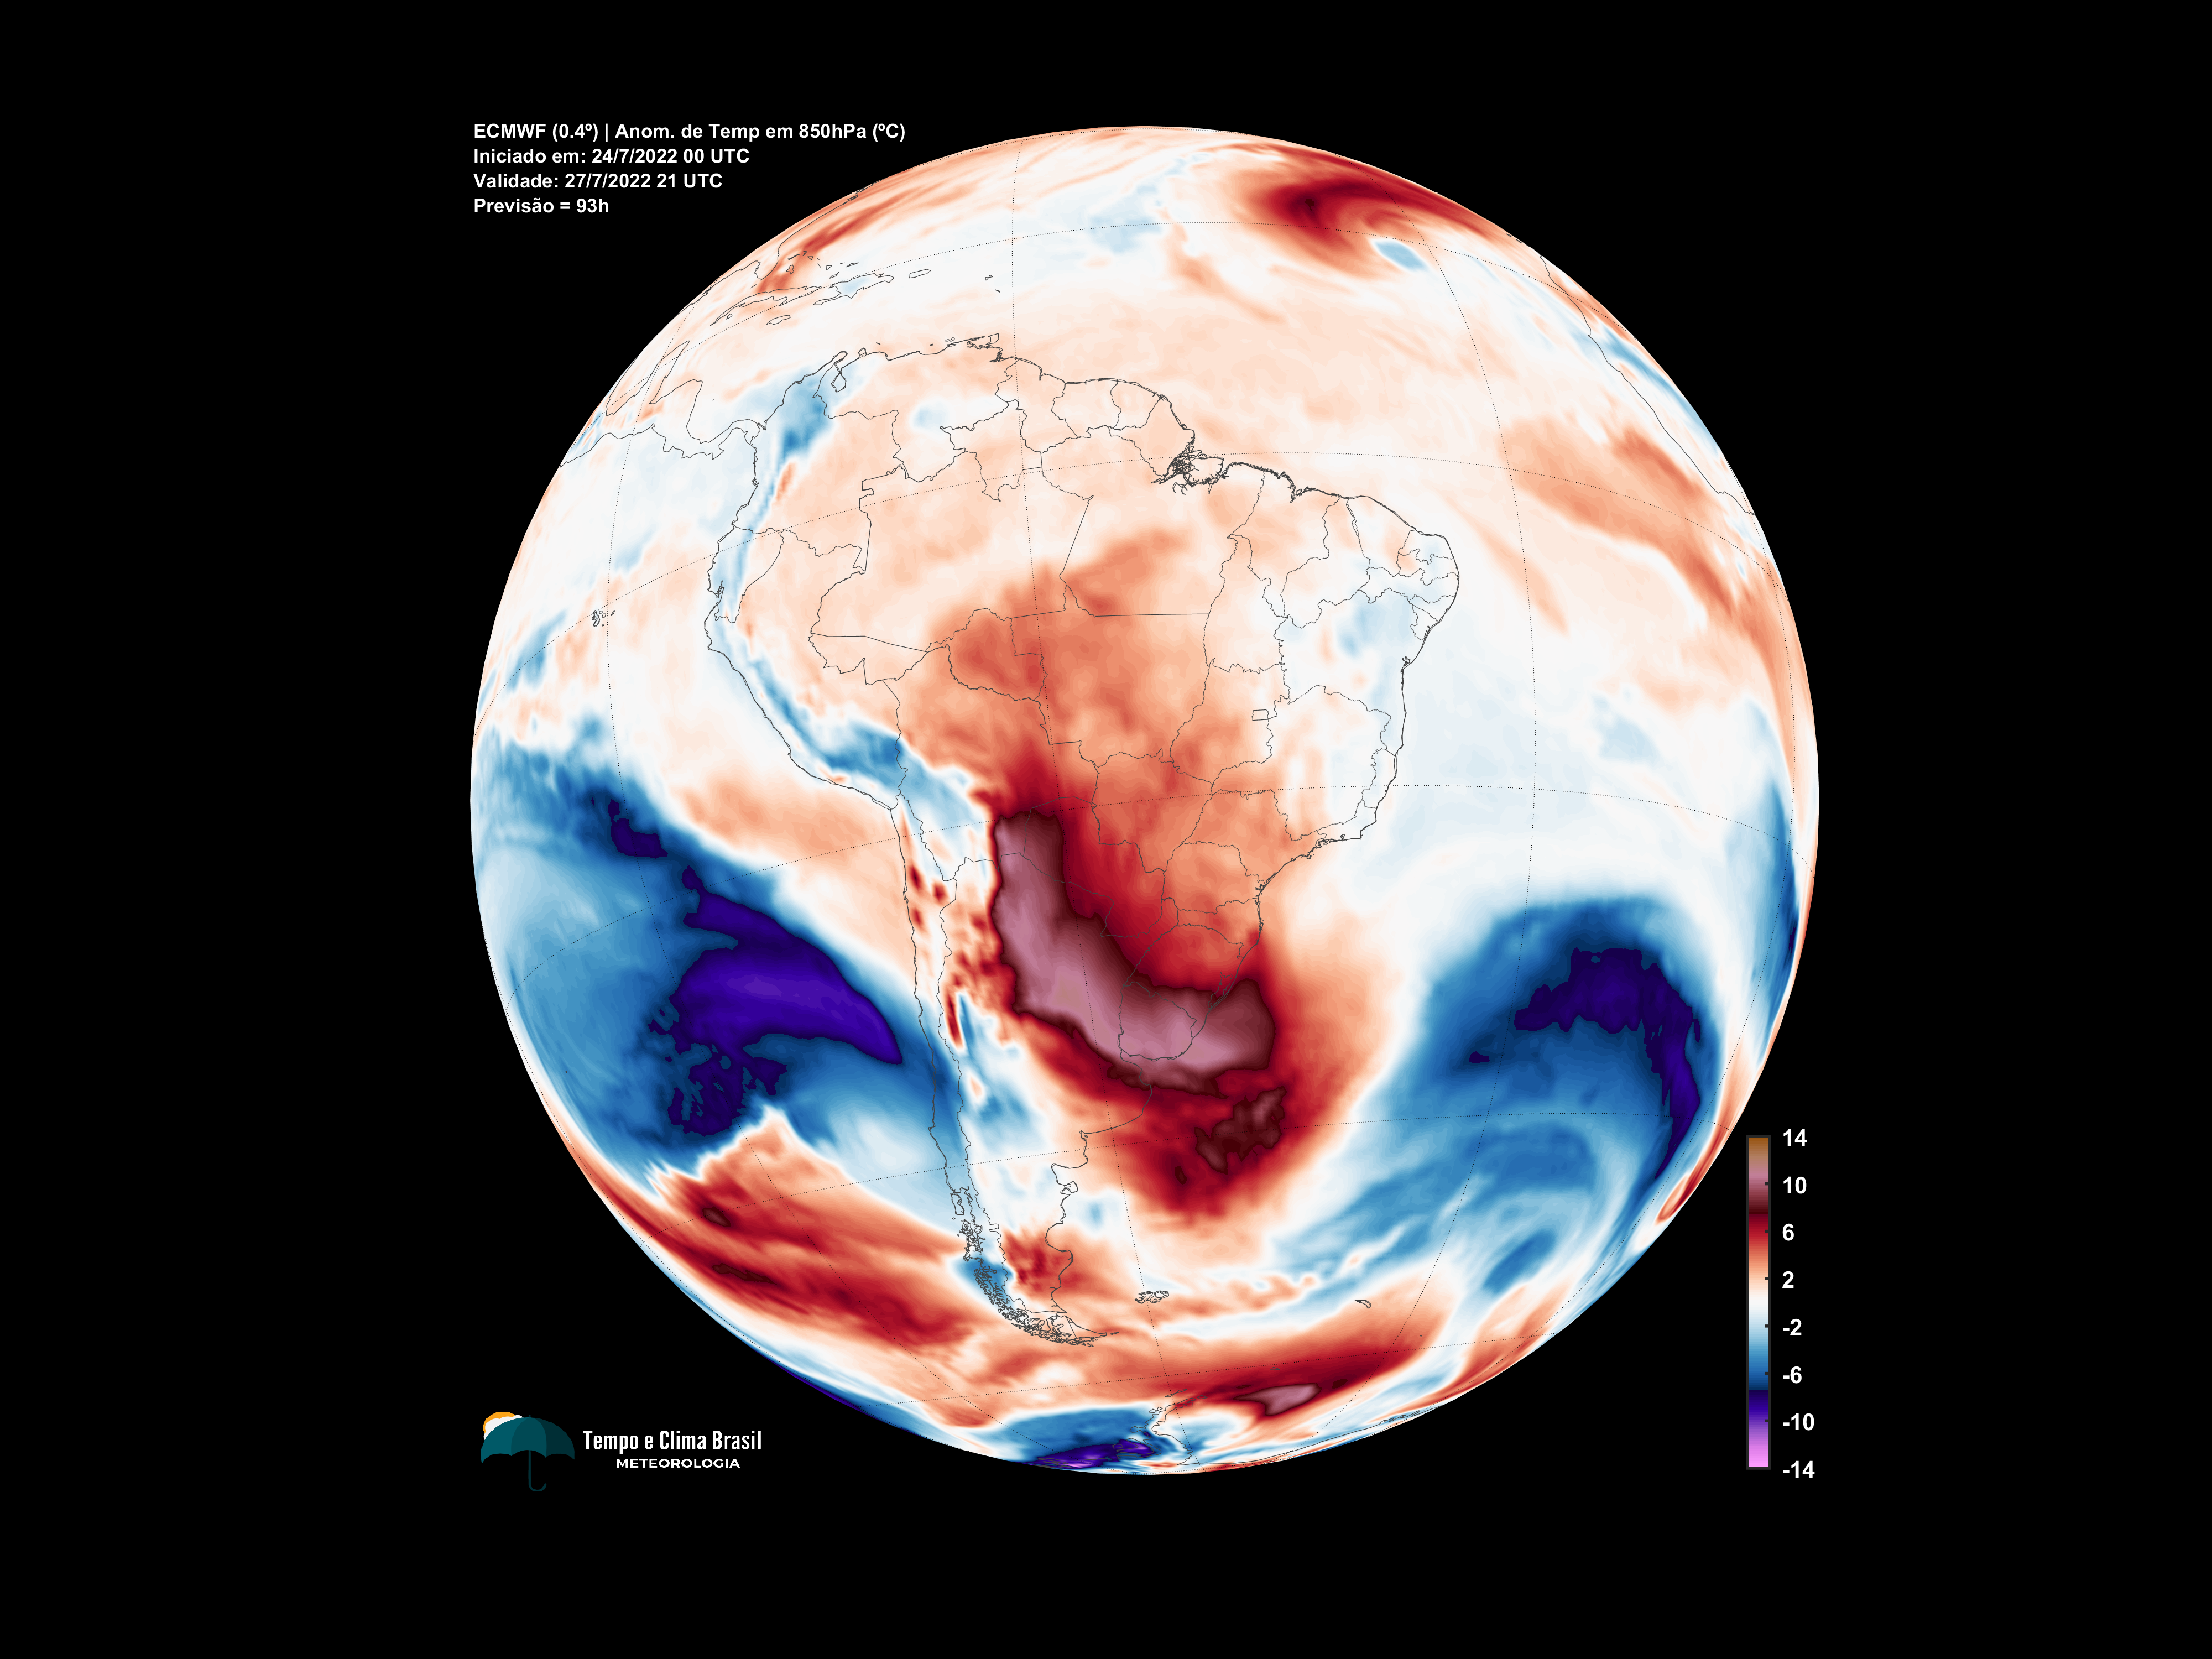 ECMWF (0.4º) | Anom. de Temp em 850hPa (ºC)
Iniciado em: 24/7/2022 00 UTC
Validade: 27/7/2022 21 UTC
Previsão = 93h
14
10
6
2
-2
-6
-10
-14
Tempo e Clima Brasil
METEOROLOGIA